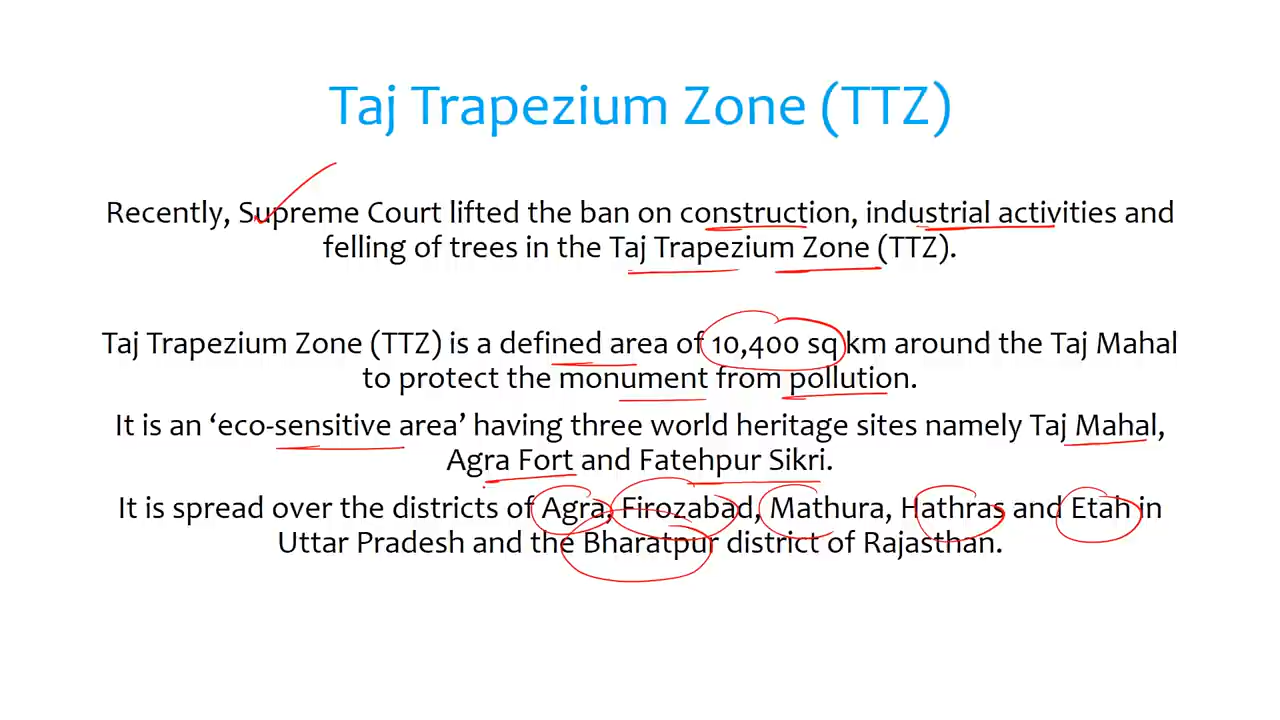 Taj Trapezium Zone (TTZ)
Recently, Supreme Court lifted the ban on construction, industrial activities and
felling of trees in the Taj Trapezium Zone (TTZ).
Taj Trapezium Zone (TTZ) is a defined area of 10,400 sq km around the Taj Mahal
to protect the monument from pollution.
It is an ‘eco-sensitive area’ having three world heritage sites namely Taj Mahal,
Agra Fort and Fatehpur Sikri.
It is spread over the districts of Agra, Firozabad, Mathura, Hathras and Etah in
Uttar Pradesh and the Bharatpur district of Rajasthan.